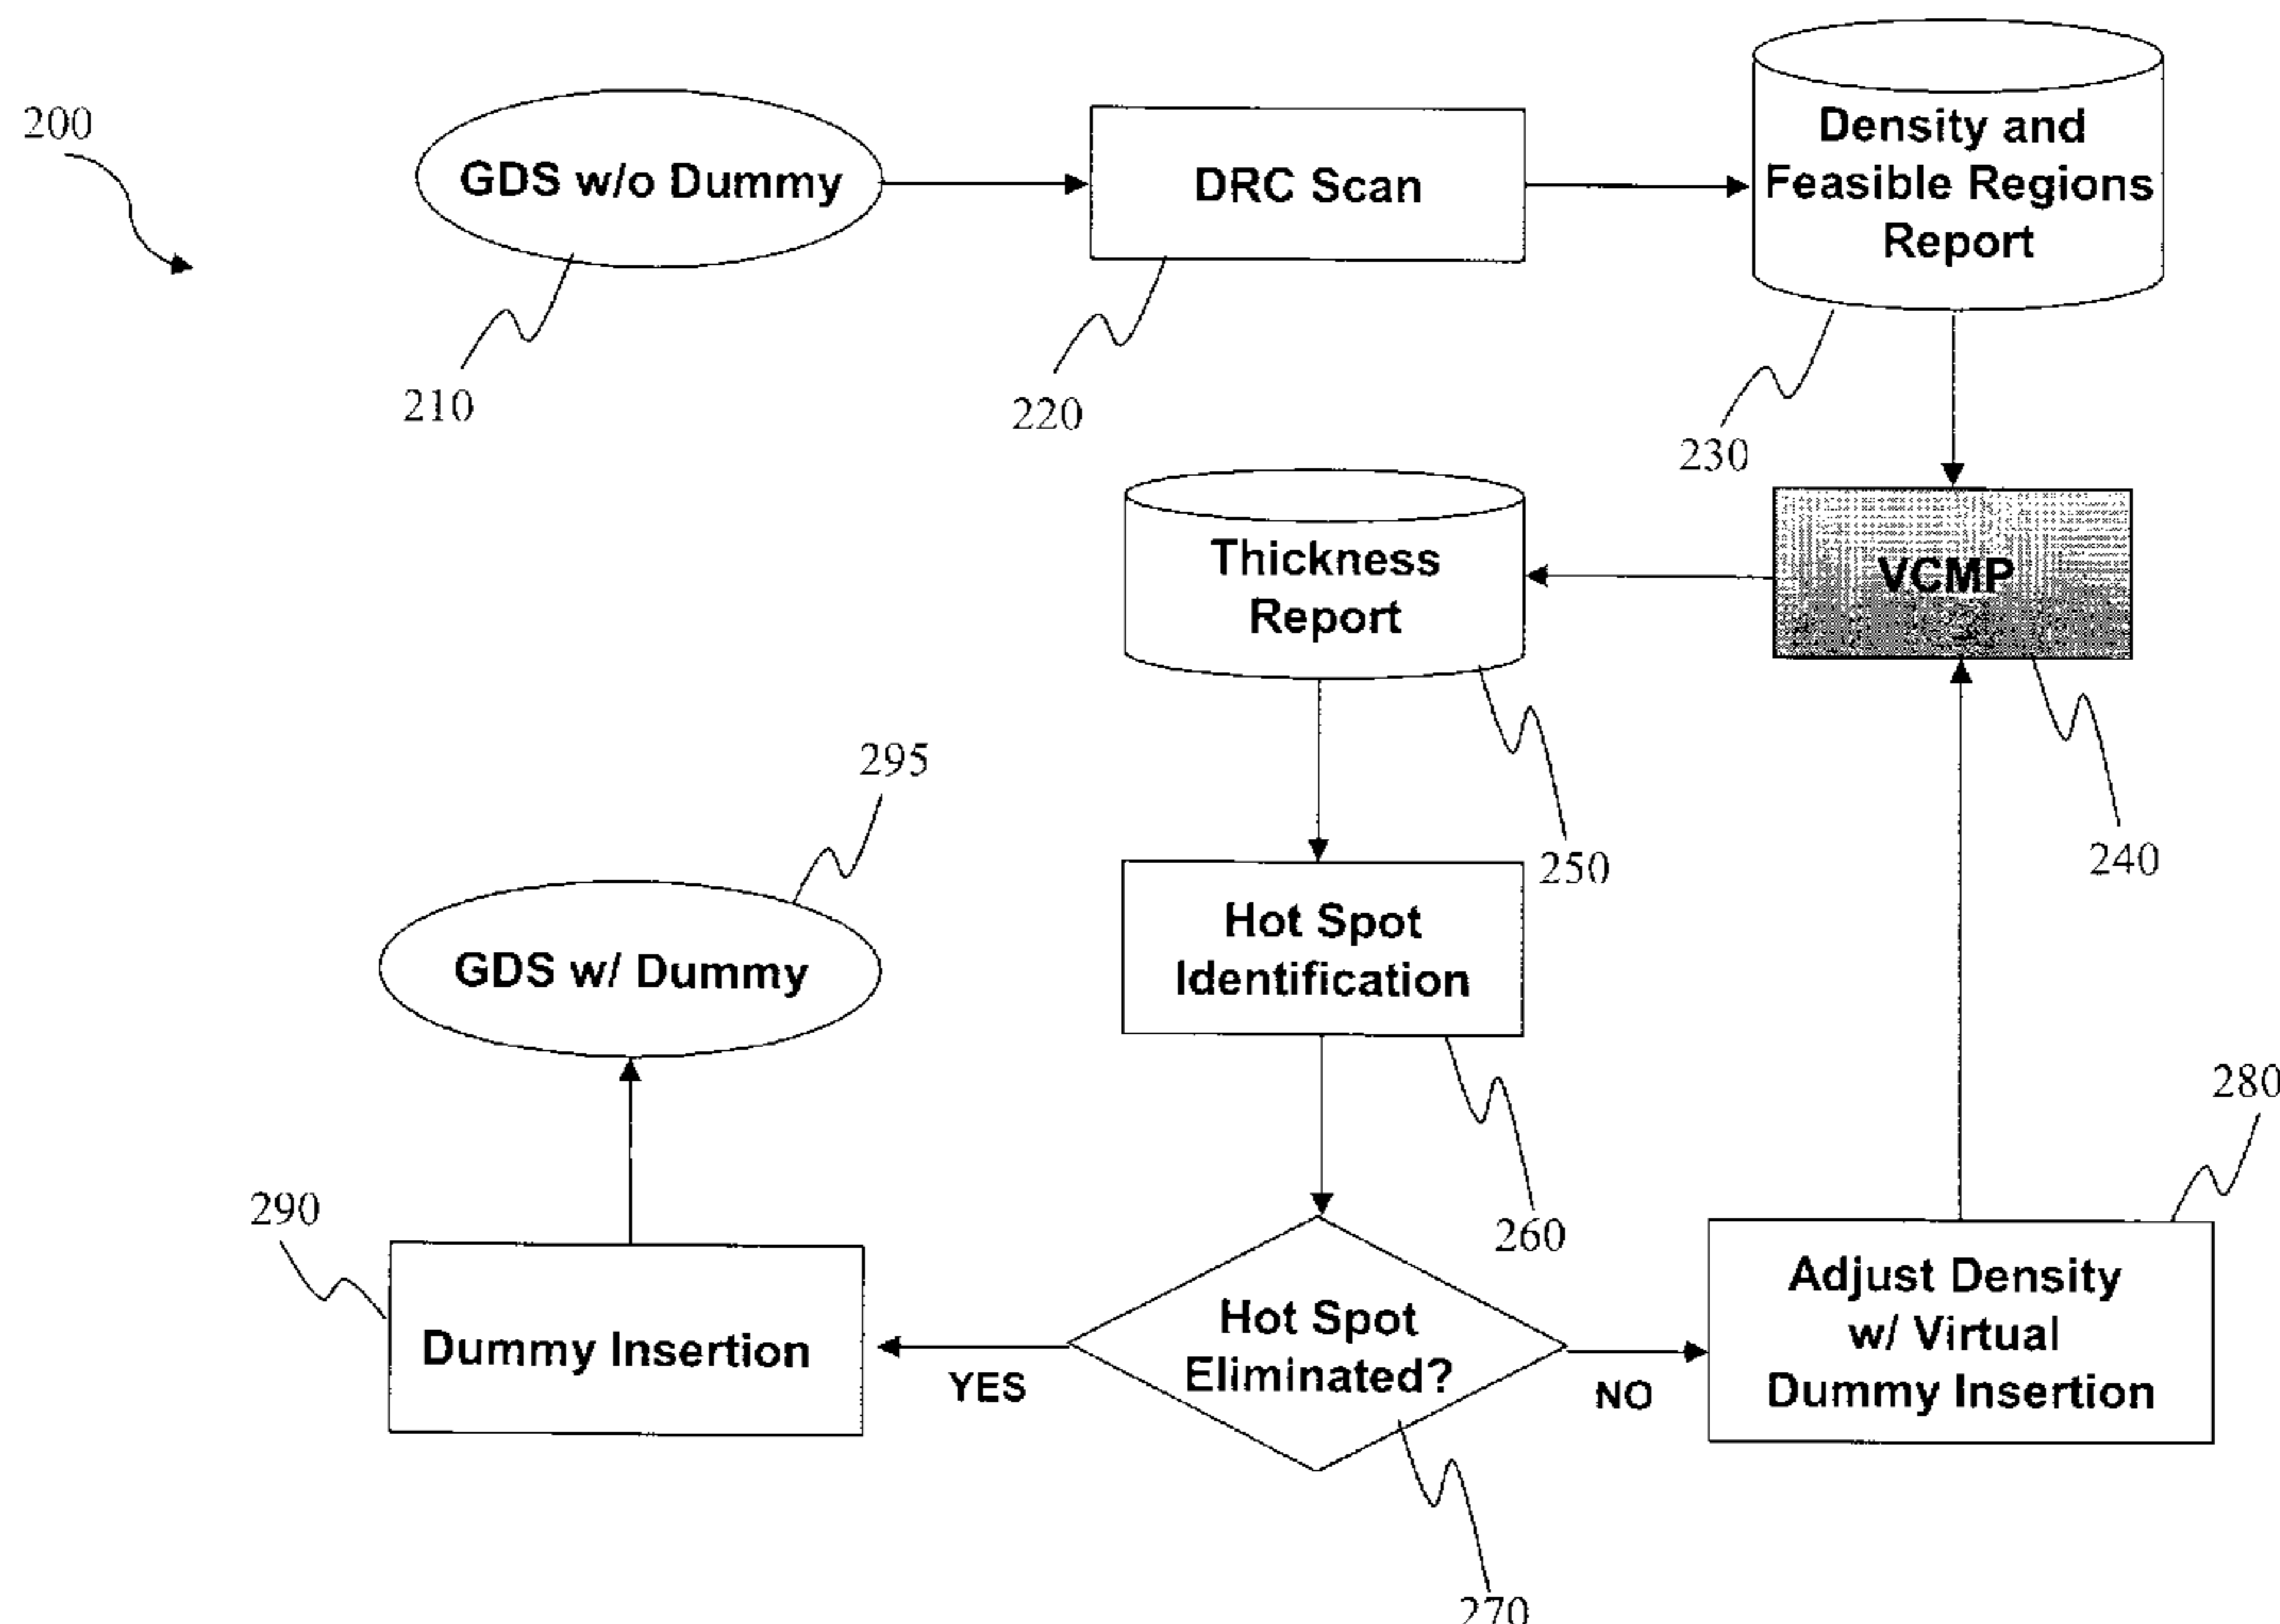 200
GDS w/o Dummy
210
DRC Scan
220
Density and
Feasible Regions
Report
230
VCMP
240
Thickness
Report
250
Hot Spot
Identification
260
Hot Spot
Eliminated?
270
NO
Adjust Density
w/ Virtual
Dummy Insertion
280
YES
Dummy Insertion
290
GDS w/ Dummy
295